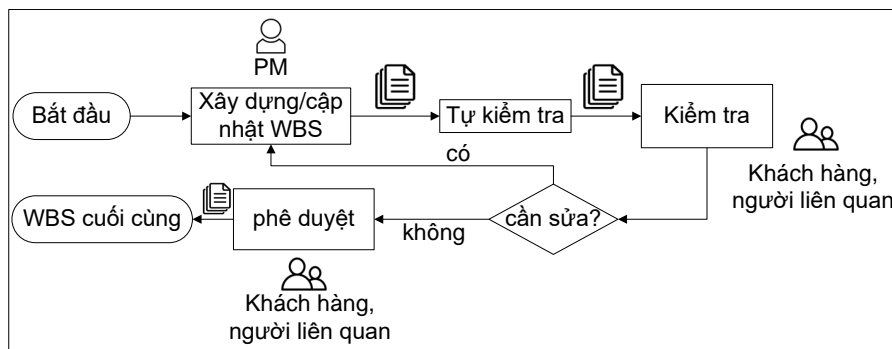 PM
Bắt đầu
Xây dựng/cập
nhật WBS
Tự kiểm tra
Kiểm tra
Khách hàng,
người liên quan
có
cần sửa?
không
phê duyệt
WBS cuối cùng
Khách hàng,
người liên quan